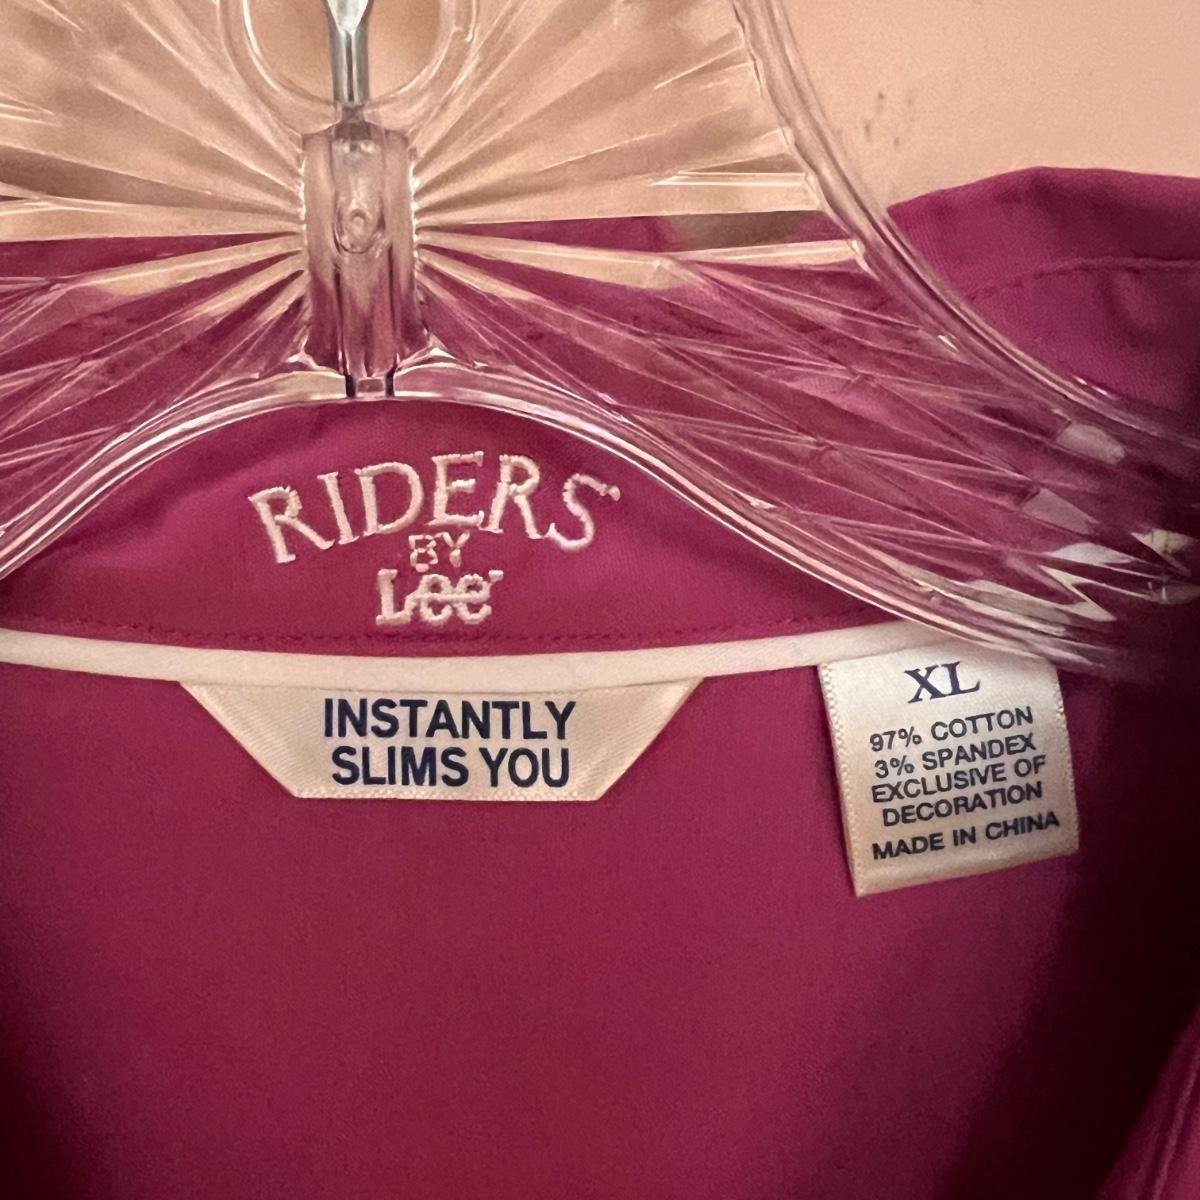 RIDERS
BY
Lee
INSTANTLY
SLIMS YOU
XL
97% COTTON
3% SPANDEX
EXCLUSIVE OF
DECORATION
MADE IN CHINA